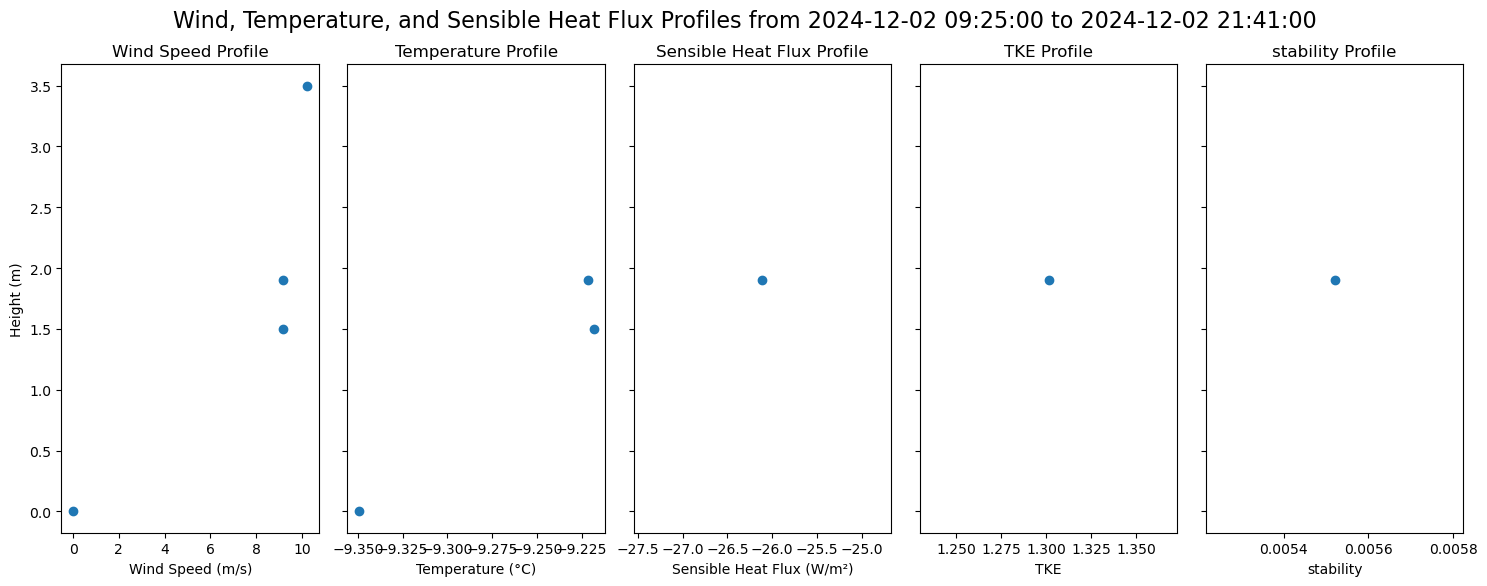 Wind, Temperature, and Sensible Heat Flux Profiles from 2024-12-02 09:25:00 to 2024-12-02 21:41:00
Wind Speed Profile
Temperature Profile
Sensible Heat Flux Profile
TKE Profile
stability Profile
Height (m)
3.5
3.0
2.5
2.0
1.5
1.0
0.5
0.0
0 2 4 6 8 10
−9.350 −9.325 −9.300 −9.275 −9.250 −9.225
−27.5 −27.0 −26.5 −26.0 −25.5 −25.0
1.250 1.275 1.300 1.325 1.350
0.0054 0.0056 0.0058
Wind Speed (m/s)
Temperature (°C)
Sensible Heat Flux (W/m²)
TKE
stability